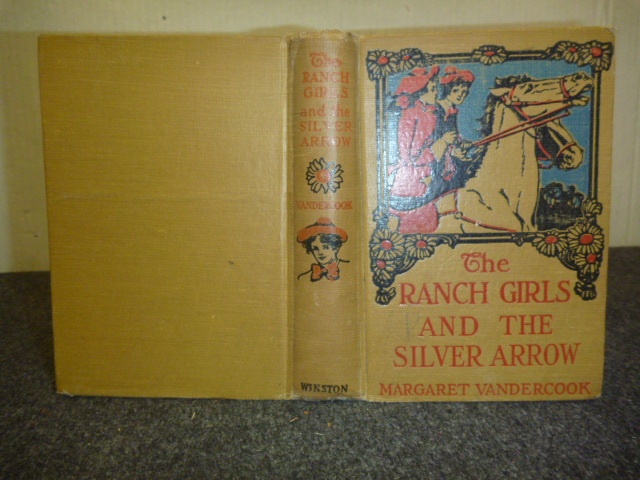 The
RANCH
GIRLS
and the
SILVER
ARROW
VANDERCOOK
WINSTON
The
RANCH GIRLS
AND THE
SILVER ARROW
MARGARET VANDERCOOK